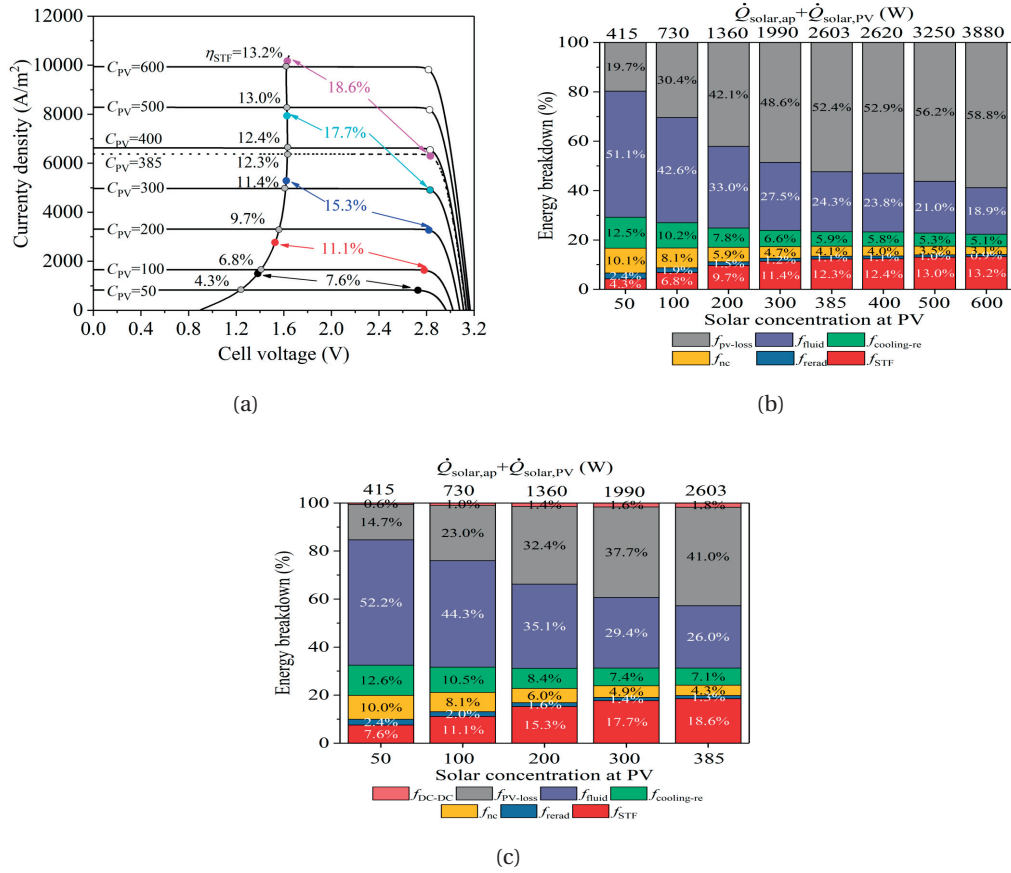 12000
10000
8000
6000
4000
2000
0
Current density (A/m²)
η_STF=13.2%
C_PV=600
18.6%
13.0%
C_PV=500
17.7%
12.4%
C_PV=400
C_PV=385
12.3%
11.4%
C_PV=300
15.3%
9.7%
C_PV=200
11.1%
6.8%
C_PV=100
4.3%
7.6%
C_PV=50
0.0 0.4 0.8 1.2 1.6 2.0 2.4 2.8 3.2
Cell voltage (V)
(a)
Q̇_solar,ap+Q̇_solar,PV (W)
415 730 1360 1990 2603 2620 3250 3880
100
80
60
40
20
0
Energy breakdown (%)
19.7% 30.4% 42.1% 48.6% 52.4% 52.9% 56.2% 58.8%
51.1% 42.6% 33.0% 27.5% 24.3% 23.8% 21.0% 18.9%
12.5% 10.2% 7.8% 6.6% 5.9% 5.8% 5.3% 5.1%
10.1% 8.1% 5.9% 4.7% 4.1% 4.0% 3.5% 3.1%
2.4% 1.9% 1.5% 1.2% 1.1% 1.1% 1.0% 0.9%
4.3% 6.8% 9.7% 11.4% 12.3% 12.4% 13.0% 13.2%
50 100 200 300 385 400 500 600
Solar concentration at PV
f_pv-loss f_fluid f_cooling-re
f_nc f_rerad f_STF
(b)
Q̇_solar,ap+Q̇_solar,PV (W)
415 730 1360 1990 2603
100
80
60
40
20
0
Energy breakdown (%)
0.6% 1.0% 1.4% 1.6% 1.8%
14.7% 23.0% 32.4% 37.7% 41.0%
52.2% 44.3% 35.1% 29.4% 26.0%
12.6% 10.5% 8.4% 7.4% 7.1%
10.0% 8.1% 6.0% 4.9% 4.3%
2.4% 2.0% 1.6% 1.4% 1.3%
7.6% 11.1% 15.3% 17.7% 18.6%
50 100 200 300 385
Solar concentration at PV
f_DC-DC f_PV-loss f_fluid f_cooling-re
f_nc f_rerad f_STF
(c)